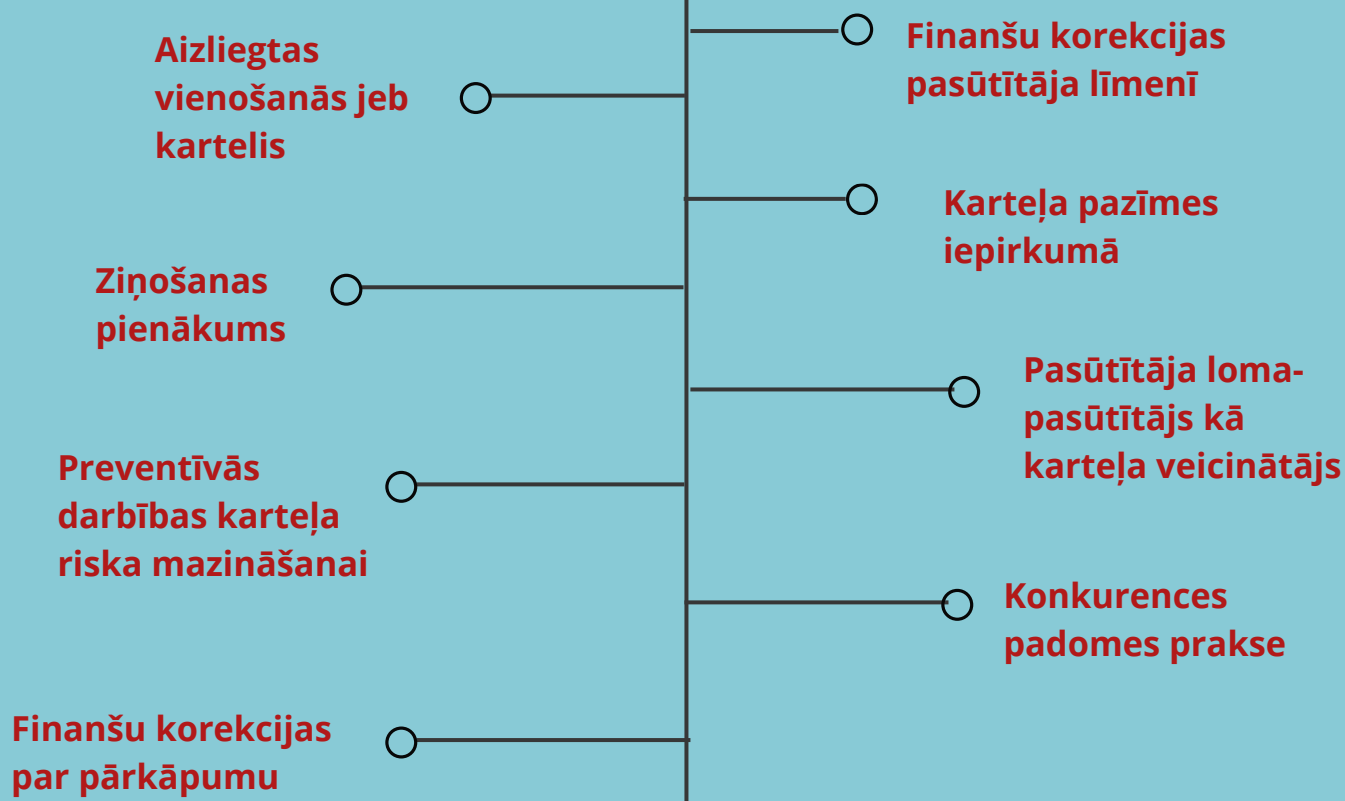 Finanšu korekcijas
pasūtītāja līmenī
Aizliegtas
vienošanās jeb
kartelis
Karteļa pazīmes
iepirkumā
Ziņošanas
pienākums
Pasūtītāja loma-
pasūtītājs kā
karteļa veicinātājs
Preventīvās
darbības karteļa
riska mazināšanai
Konkurences
padomes prakse
Finanšu korekcijas
par pārkāpumu